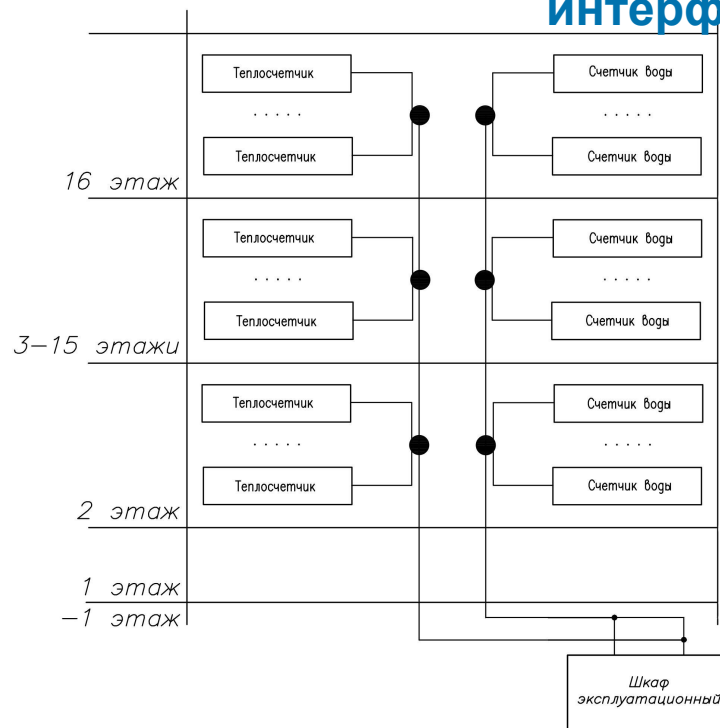 интерф
Теплосчетчик
Счетчик воды
. . . . .
. . . . .
Теплосчетчик
Счетчик воды
16 этаж
Теплосчетчик
Счетчик воды
. . . . .
. . . . .
Теплосчетчик
Счетчик воды
3-15 этажи
Теплосчетчик
Счетчик воды
. . . . .
. . . . .
Теплосчетчик
Счетчик воды
2 этаж
1 этаж
-1 этаж
Шкаф
эксплуатационный